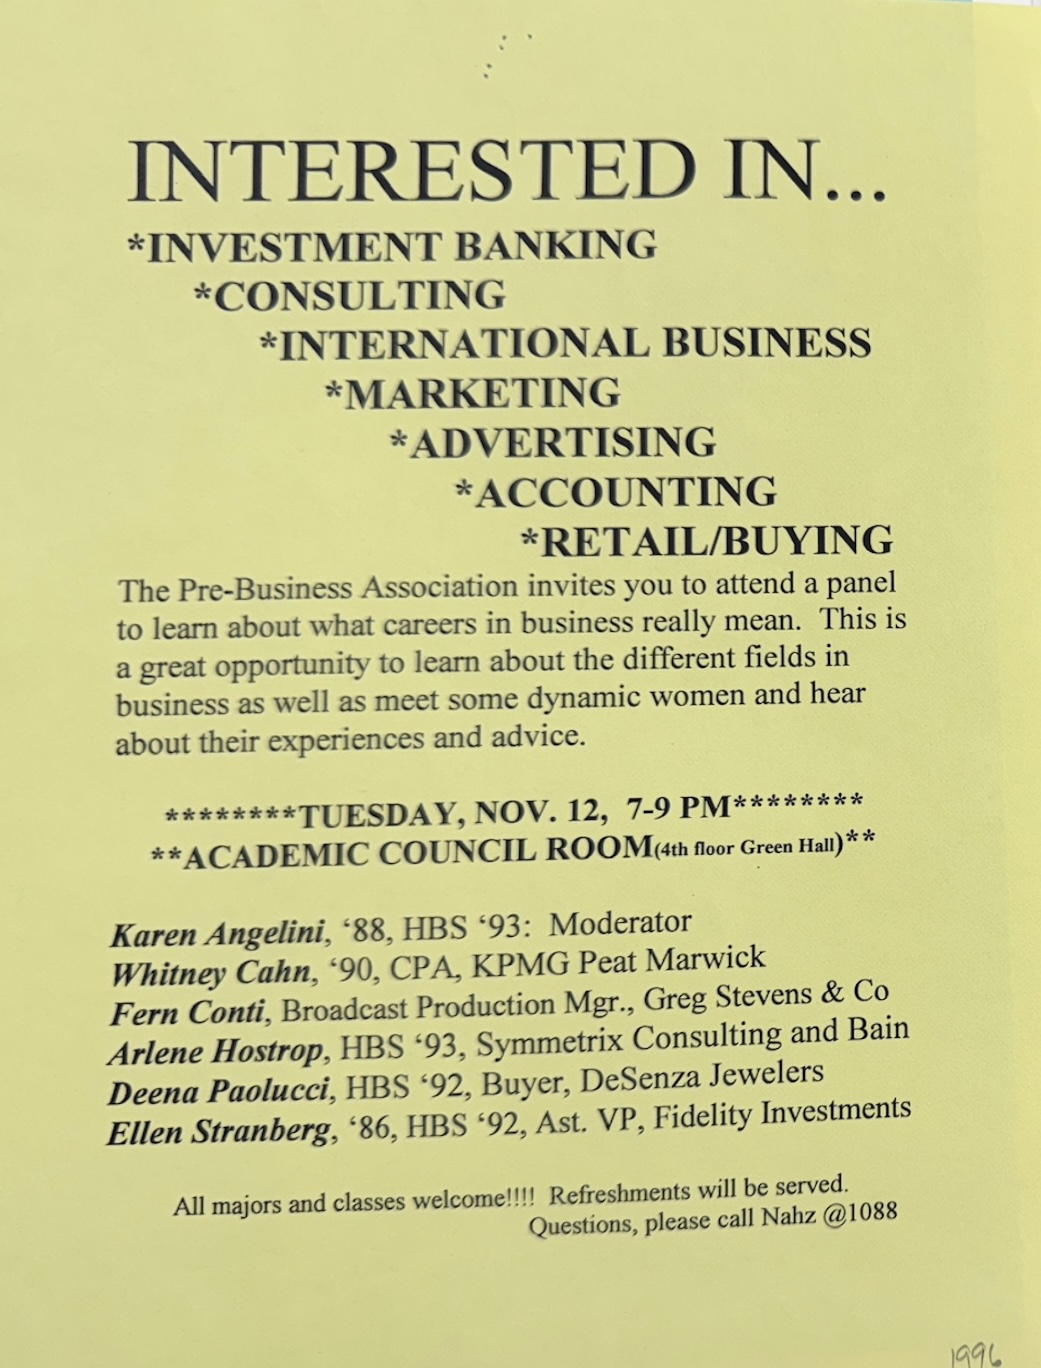 INTERESTED IN...
*INVESTMENT BANKING
*CONSULTING
*INTERNATIONAL BUSINESS
*MARKETING
*ADVERTISING
*ACCOUNTING
*RETAIL/BUYING
The Pre-Business Association invites you to attend a panel
to learn about what careers in business really mean.  This is
a great opportunity to learn about the different fields in
business as well as meet some dynamic women and hear
about their experiences and advice.
********TUESDAY, NOV. 12,  7-9 PM********
**ACADEMIC COUNCIL ROOM(4th floor Green Hall)**
Karen Angelini, ‘88, HBS ‘93:  Moderator
Whitney Cahn, ‘90, CPA, KPMG Peat Marwick
Fern Conti, Broadcast Production Mgr., Greg Stevens & Co
Arlene Hostrop, HBS ‘93, Symmetrix Consulting and Bain
Deena Paolucci, HBS ‘92, Buyer, DeSenza Jewelers
Ellen Stranberg, ‘86, HBS ‘92, Ast. VP, Fidelity Investments
All majors and classes welcome!!!!  Refreshments will be served.
Questions, please call Nahz @1088
1996